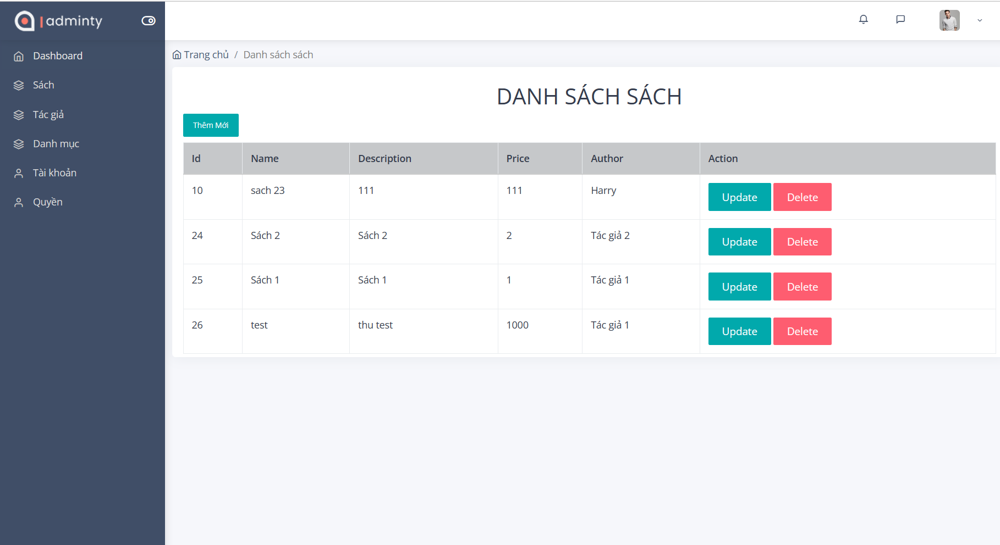 adminty
Dashboard
Sách
Tác giả
Danh mục
Tài khoản
Quyền
Trang chủ / Danh sách sách
DANH SÁCH SÁCH
Thêm Mới
Id Name Description Price Author Action
10 sach 23 111 111 Harry Update Delete
24 Sách 2 Sách 2 2 Tác giả 2 Update Delete
25 Sách 1 Sách 1 1 Tác giả 1 Update Delete
26 test thu test 1000 Tác giả 1 Update Delete